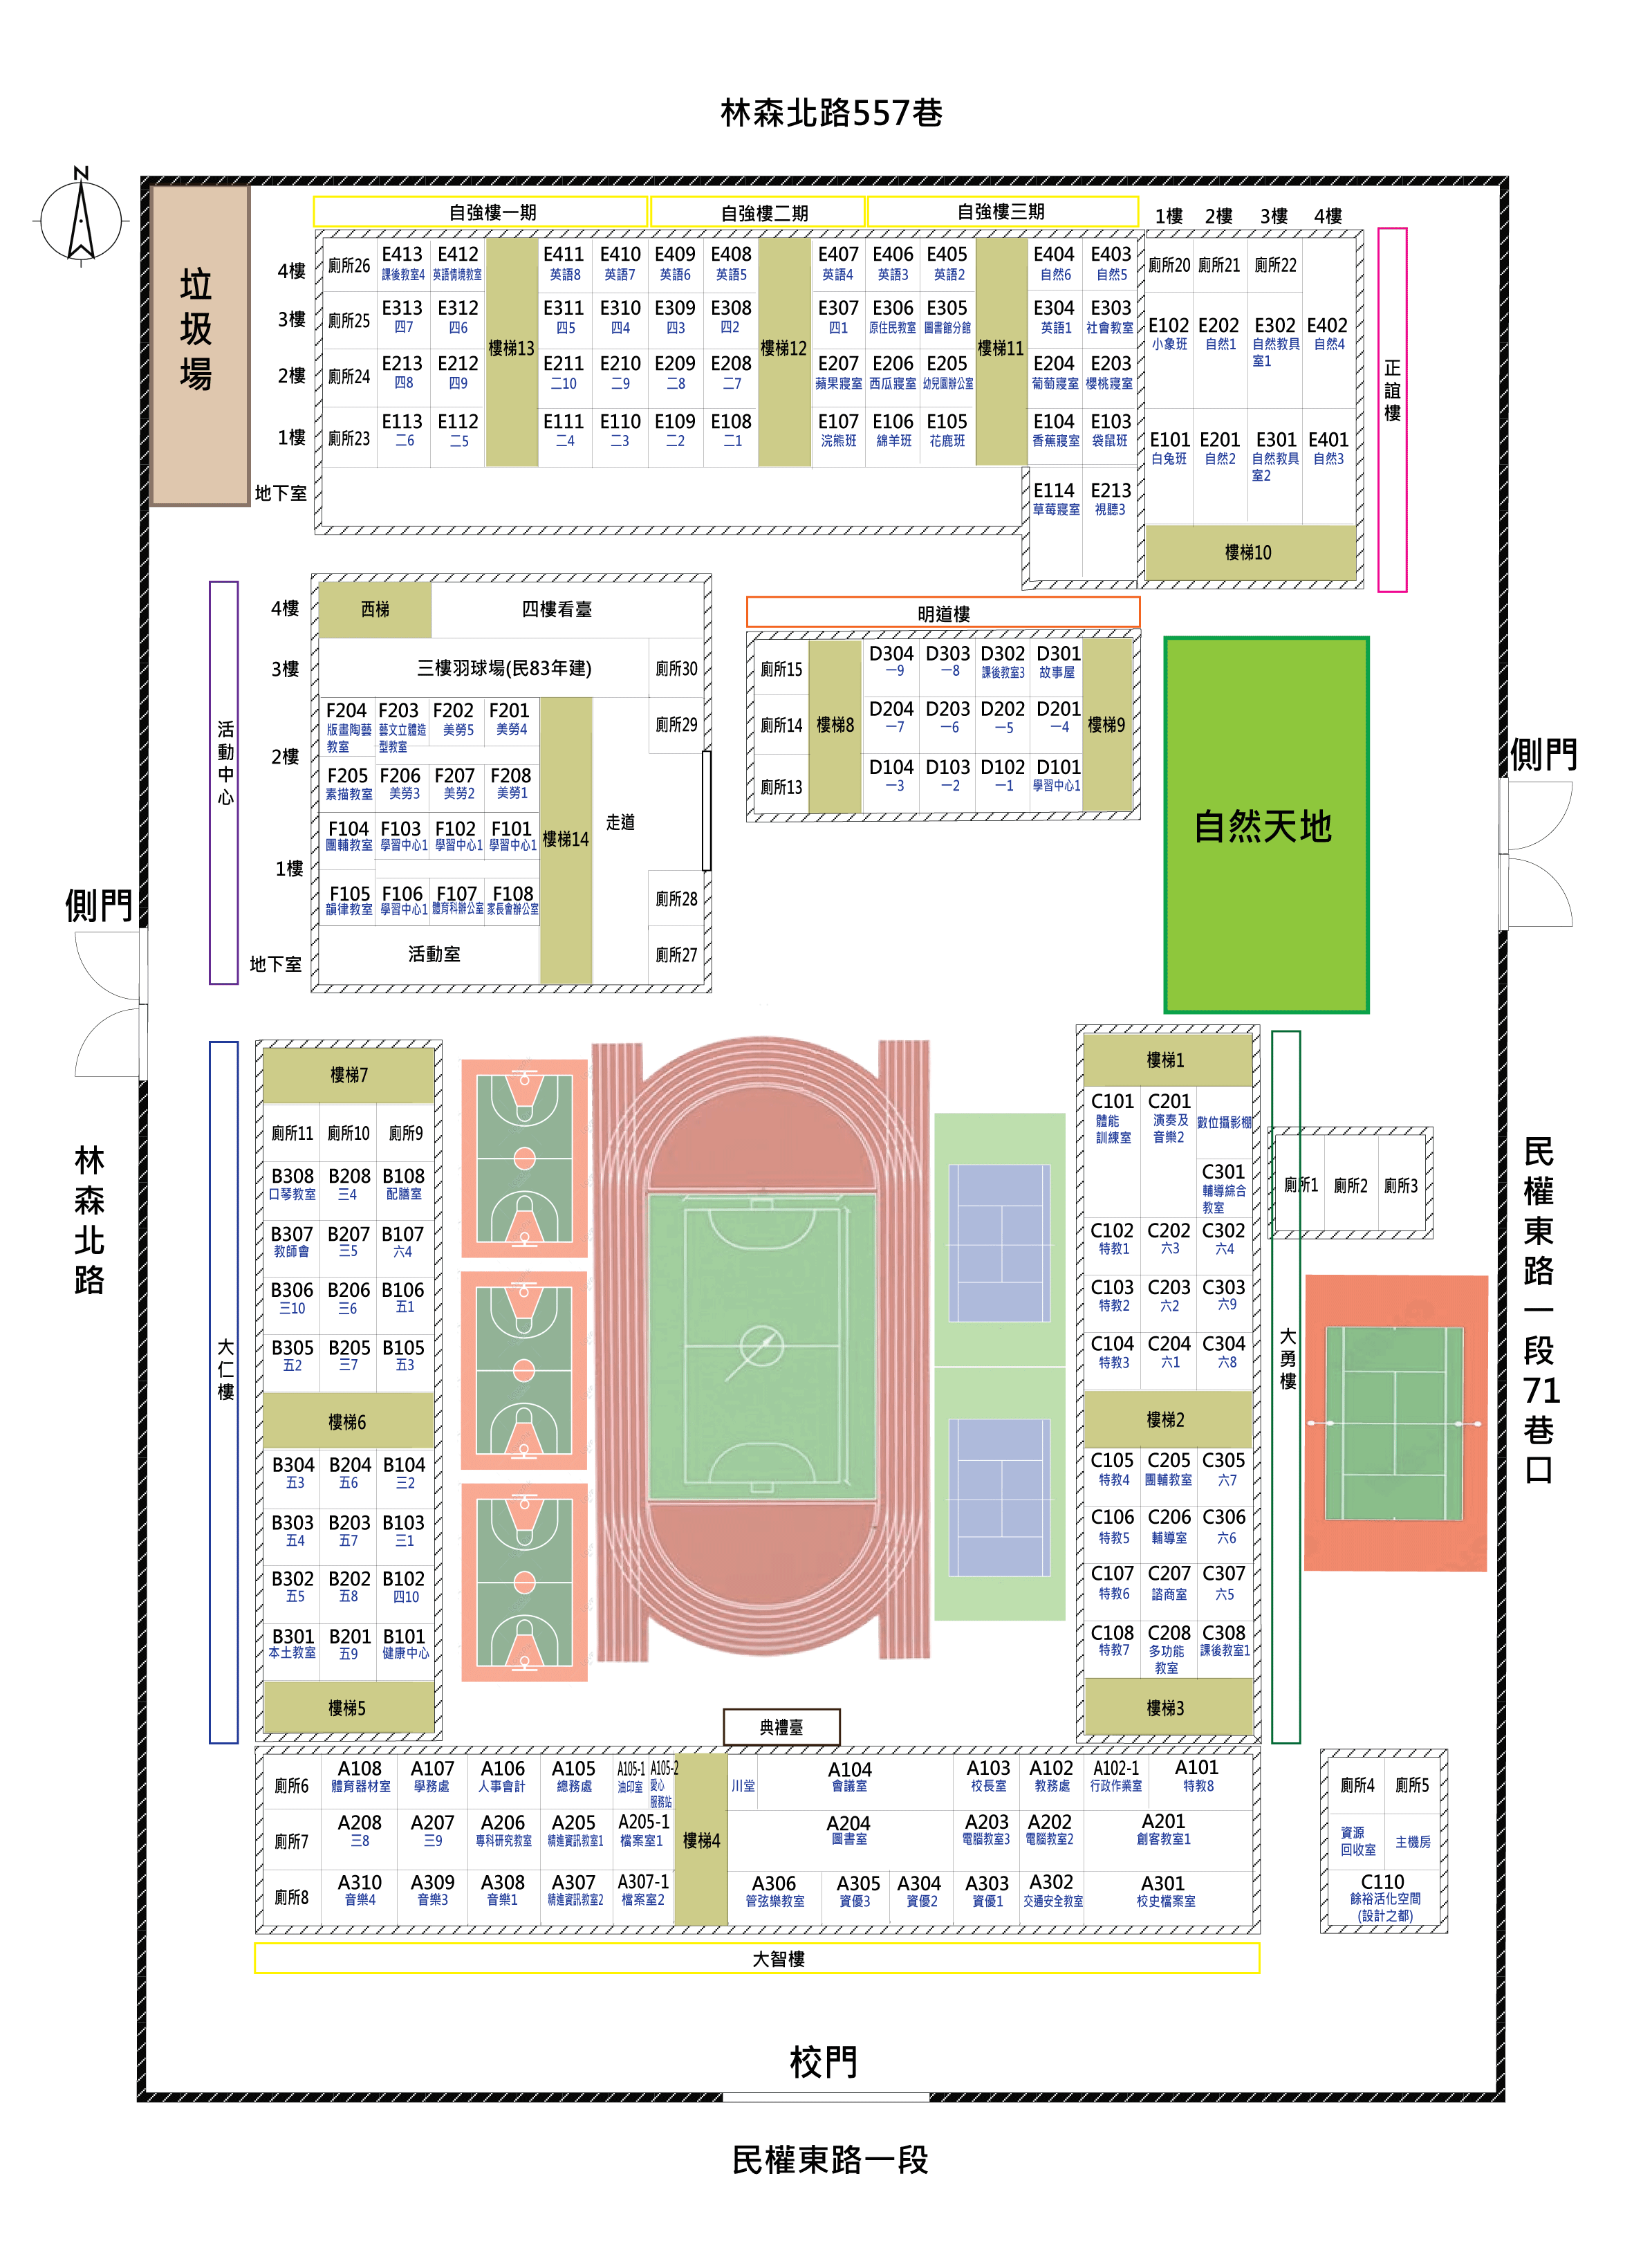 林森北路557巷
N
垃圾場
自強樓一期
自強樓二期
自強樓三期
1樓 2樓 3樓 4樓
4樓
廁所26
E413 課後教室4
E412 英語情境教室
樓梯13
E411 英語8
E410 英語7
E409 英語6
E408 英語5
樓梯12
E407 英語4
E406 英語3
E405 英語2
樓梯11
E404 自然6
E403 自然5
3樓
廁所25
E313 四7
E312 四6
E311 四5
E310 四4
E309 四3
E308 四2
E307 四1
E306 原住民教室
E305 圖書館分館
E304 英語1
E303 社會教室
2樓
廁所24
E213 四8
E212 四9
E211 二10
E210 二9
E209 二8
E208 二7
E207 蘋果寢室
E206 西瓜寢室
E205 幼兒園辦公室
E204 葡萄寢室
E203 櫻桃寢室
1樓
廁所23
E113 二6
E112 二5
E111 二4
E110 二3
E109 二2
E108 二1
E107 浣熊班
E106 綿羊班
E105 花鹿班
E104 香蕉寢室
E103 袋鼠班
地下室
E114 草莓寢室
E213 視聽3
廁所20
廁所21
廁所22
E102 小象班
E202 自然1
E302 自然教具
室1
E402 自然4
E101 白兔班
E201 自然2
E301 自然教具
室2
E401 自然3
樓梯10
正誼樓
活動中心
4樓
西梯
四樓看臺
3樓
三樓羽球場(民83年建)
廁所30
2樓
F204 版畫陶藝
教室
F203 藝文立體造
型教室
F202 美勞5
F201 美勞4
廁所29
F205 素描教室
F206 美勞3
F207 美勞2
F208 美勞1
1樓
F104 團輔教室
F103 學習中心1
F102 學習中心1
F101 學習中心1
樓梯14
走道
F105 韻律教室
F106 學習中心1
F107 體育科辦公室
F108 家長會辦公室
廁所28
地下室
活動室
廁所27
明道樓
廁所15
樓梯8
D304 一9
D303 一8
D302 課後教室3
D301 故事屋
樓梯9
廁所14
D204 一7
D203 一6
D202 一5
D201 一4
廁所13
D104 一3
D103 一2
D102 一1
D101 學習中心1
自然天地
側門
側門
林森北路
民權東路一段71巷口
大仁樓
樓梯7
廁所11
廁所10
廁所9
B308 口琴教室
B208 三4
B108 配膳室
B307 教師會
B207 三5
B107 六4
B306 三10
B206 三6
B106 五1
B305 五2
B205 三7
B105 五3
樓梯6
B304 五3
B204 五6
B104 三2
B303 五4
B203 五7
B103 三1
B302 五5
B202 五8
B102 四10
B301 本土教室
B201 五9
B101 健康中心
樓梯5
樓梯1
C101 體能
訓練室
C201 演奏及
音樂2
數位攝影棚
C301 輔導綜合
教室
C102 特教1
C202 六3
C302 六4
C103 特教2
C203 六2
C303 六9
C104 特教3
C204 六1
C304 六8
樓梯2
C105 特教4
C205 團輔教室
C305 六7
C106 特教5
C206 輔導室
C306 六6
C107 特教6
C207 諮商室
C307 六5
C108 特教7
C208 多功能
教室
C308 課後教室1
樓梯3
大勇樓
廁所1
廁所2
廁所3
典禮臺
廁所6
A108 體育器材室
A107 學務處
A106 人事會計
A105 總務處
A105-1 油印室
A105-2 愛心
服務站
樓梯4
川堂
A104 會議室
A103 校長室
A102 教務處
A102-1 行政作業室
A101 特教8
廁所7
A208 三8
A207 三9
A206 專科研究教室
A205 精進資訊教室1
A205-1 檔案室1
A204 圖書室
A203 電腦教室3
A202 電腦教室2
A201 創客教室1
廁所8
A310 音樂4
A309 音樂3
A308 音樂1
A307 精進資訊教室2
A307-1 檔案室2
A306 管弦樂教室
A305 資優3
A304 資優2
A303 資優1
A302 交通安全教室
A301 校史檔案室
大智樓
廁所4
廁所5
資源
回收室
主機房
C110
餘裕活化空間
(設計之都)
校門
民權東路一段